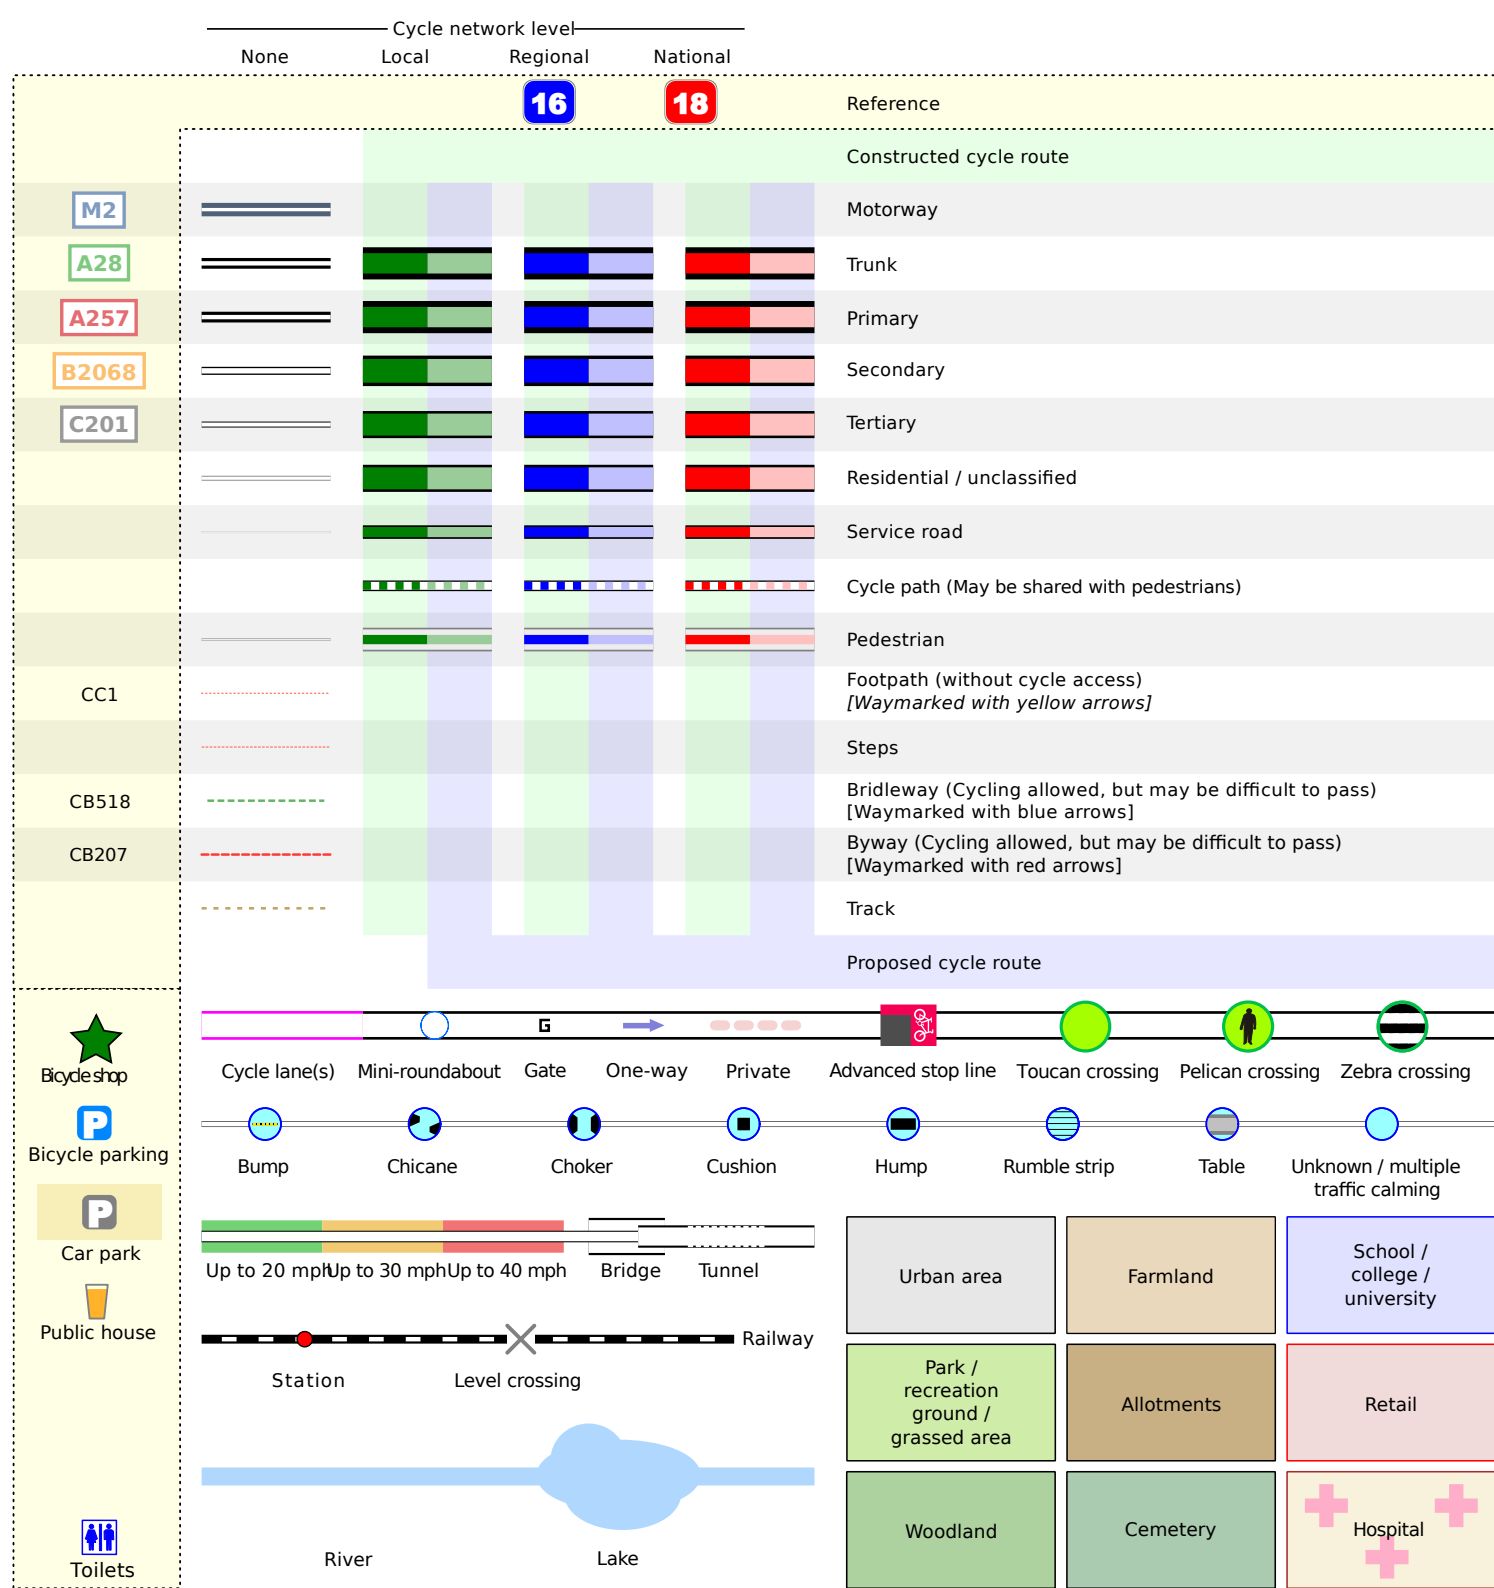 Cycle network level
None Local Regional National
16 18 Reference
Constructed cycle route
M2 Motorway
A28 Trunk
A257 Primary
B2068 Secondary
C201 Tertiary
Residential / unclassified
Service road
Cycle path (May be shared with pedestrians)
Pedestrian
CC1 Footpath (without cycle access)
[Waymarked with yellow arrows]
Steps
CB518 Bridleway (Cycling allowed, but may be difficult to pass)
[Waymarked with blue arrows]
CB207 Byway (Cycling allowed, but may be difficult to pass)
[Waymarked with red arrows]
Track
Proposed cycle route
G
Bicycle shop Cycle lane(s) Mini-roundabout Gate One-way Private Advanced stop line Toucan crossing Pelican crossing Zebra crossing
P
Bicycle parking
Bump Chicane Choker Cushion Hump Rumble strip Table Unknown / multiple
traffic calming
P
Car park
Up to 20 mph Up to 30 mph Up to 40 mph Bridge Tunnel
Public house
Railway
Station Level crossing
River Lake
Toilets
Urban area
Farmland
School /
college /
university
Park /
recreation
ground /
grassed area
Allotments
Retail
Woodland
Cemetery
Hospital